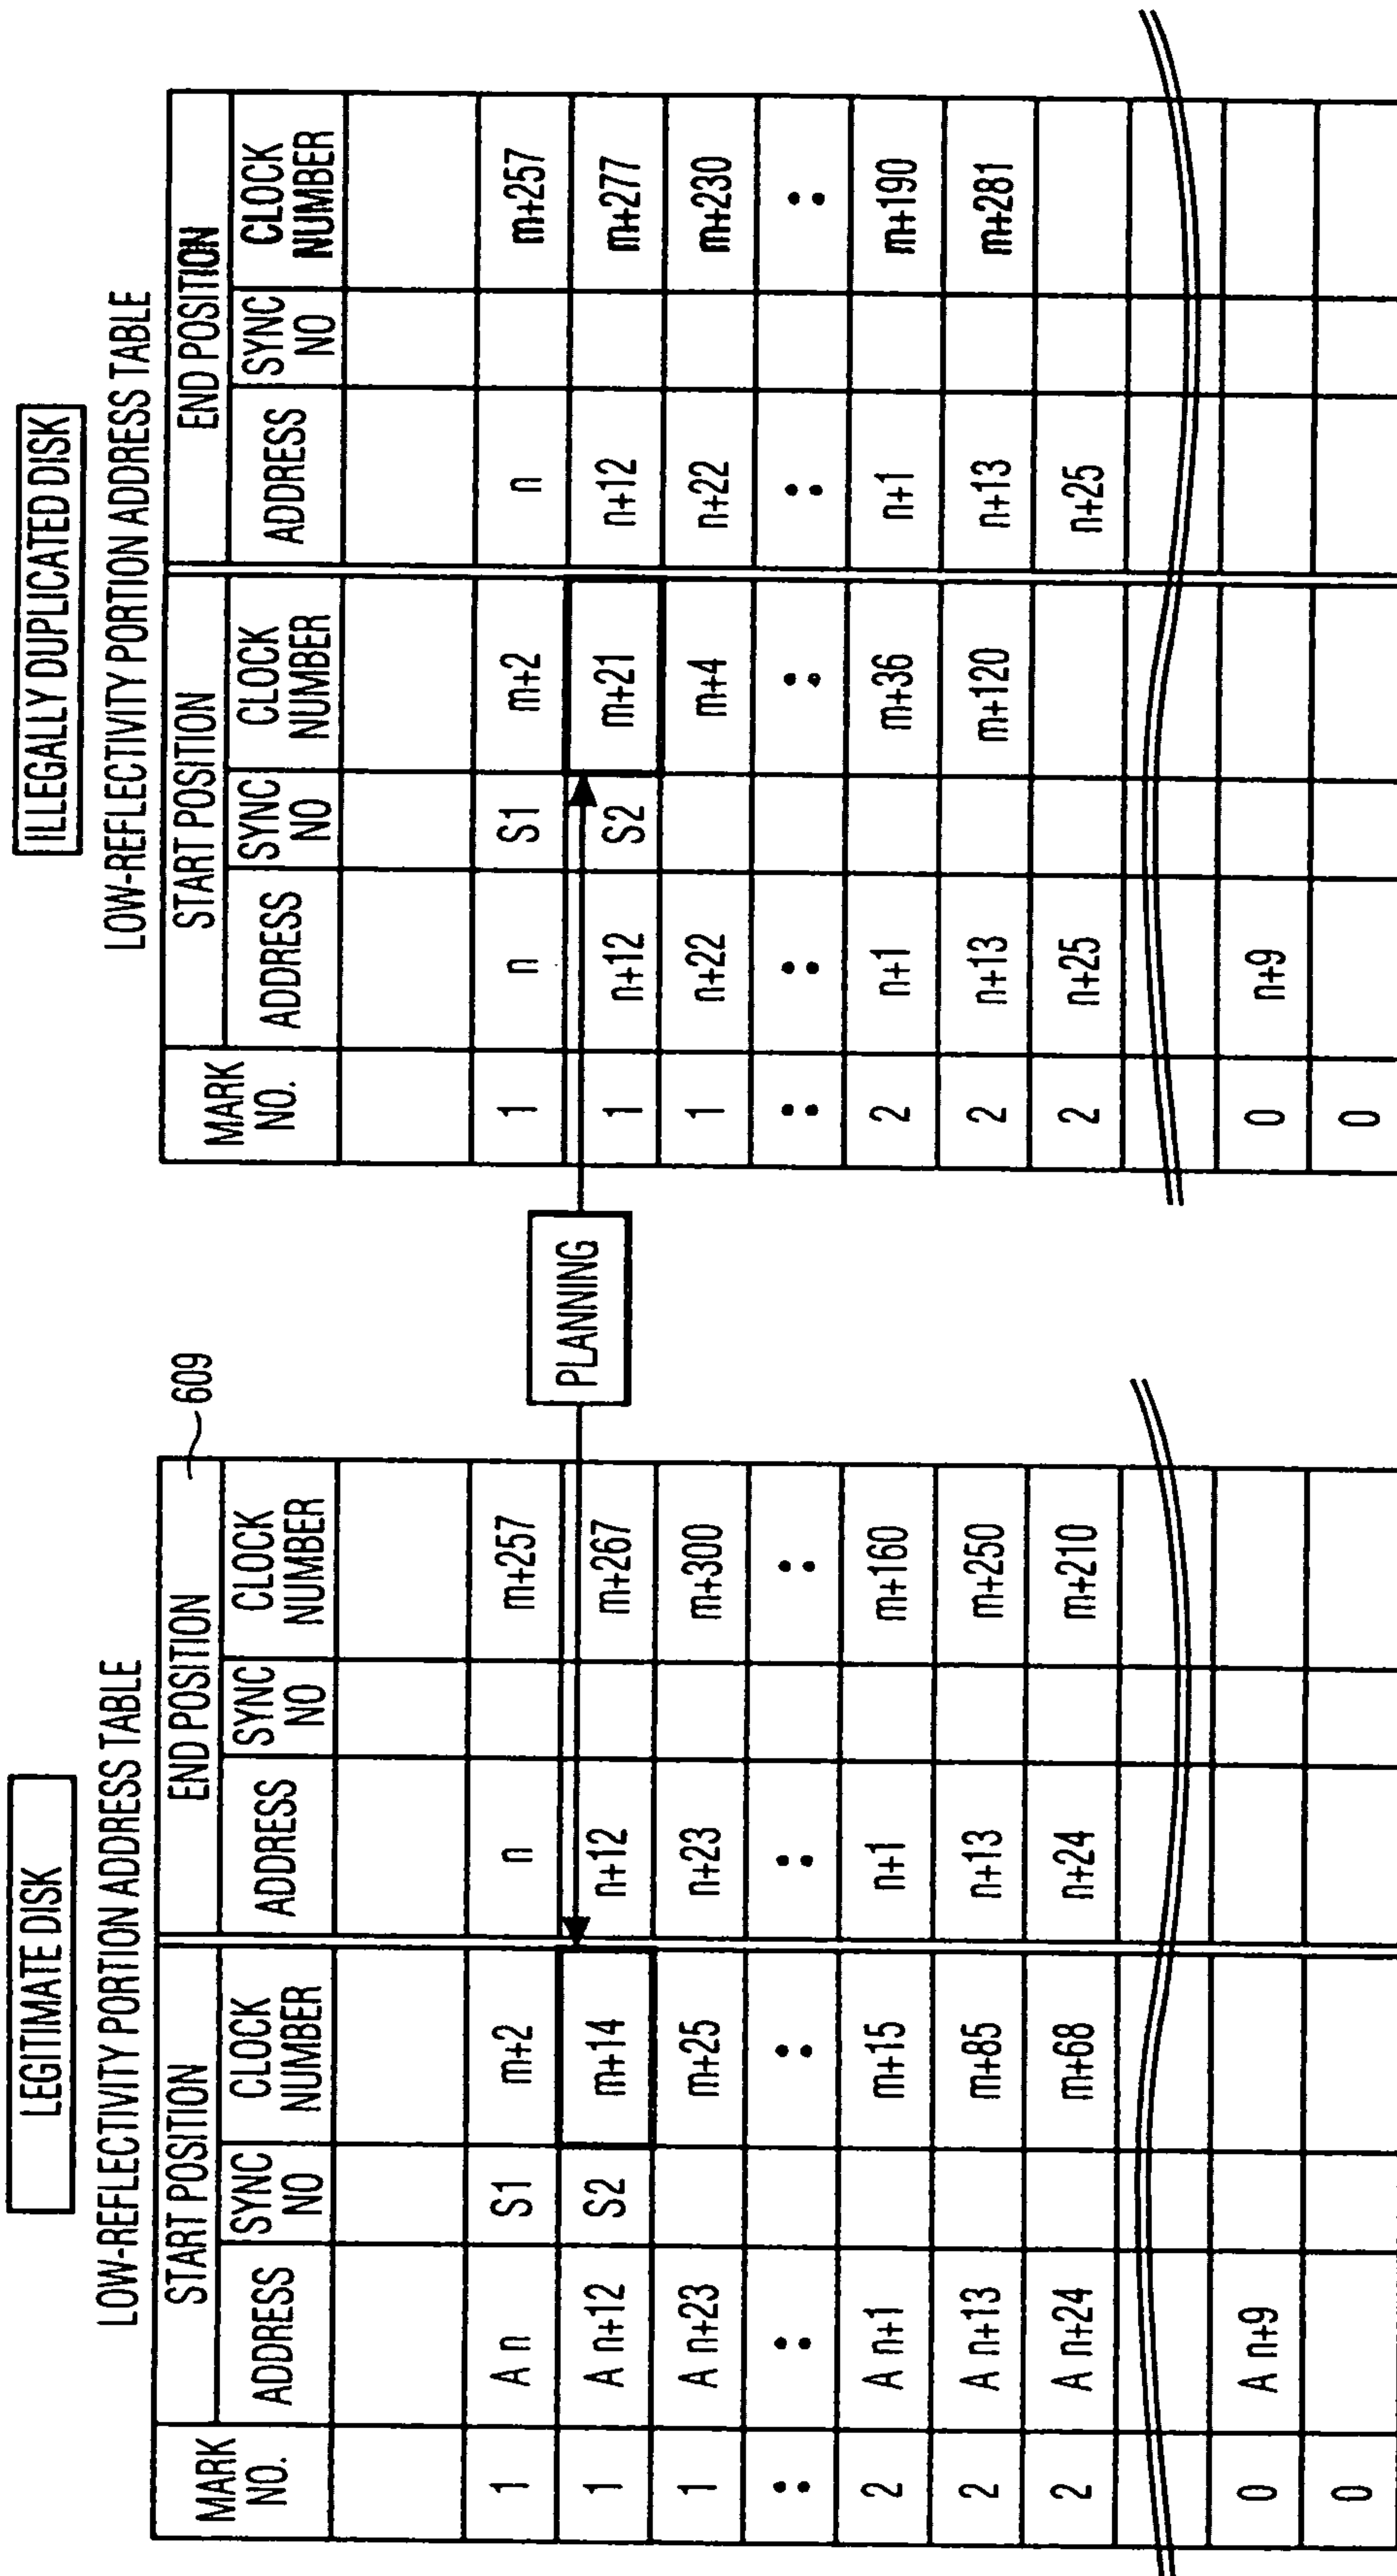 LEGITIMATE DISK
LOW-REFLECTIVITY PORTION ADDRESS TABLE
609
MARK NO. START POSITION END POSITION
ADDRESS SYNC NO CLOCK NUMBER ADDRESS SYNC NO CLOCK NUMBER
1 A n S1 m+2 n m+257
1 A n+12 S2 m+14 n+12 m+267
1 A n+23 m+25 n+23 m+300
: : : : :
2 A n+1 m+15 n+1 m+160
2 A n+13 m+85 n+13 m+250
2 A n+24 m+68 n+24 m+210
0 A n+9
0
PLANNING
ILLEGALLY DUPLICATED DISK
LOW-REFLECTIVITY PORTION ADDRESS TABLE
MARK NO. START POSITION END POSITION
ADDRESS SYNC NO CLOCK NUMBER ADDRESS SYNC NO CLOCK NUMBER
1 n S1 m+2 n m+257
1 n+12 S2 m+21 n+12 m+277
1 n+22 m+4 n+22 m+230
: : : : :
2 n+1 m+36 n+1 m+190
2 n+13 m+120 n+13 m+281
2 n+25 n+25
0 n+9
0